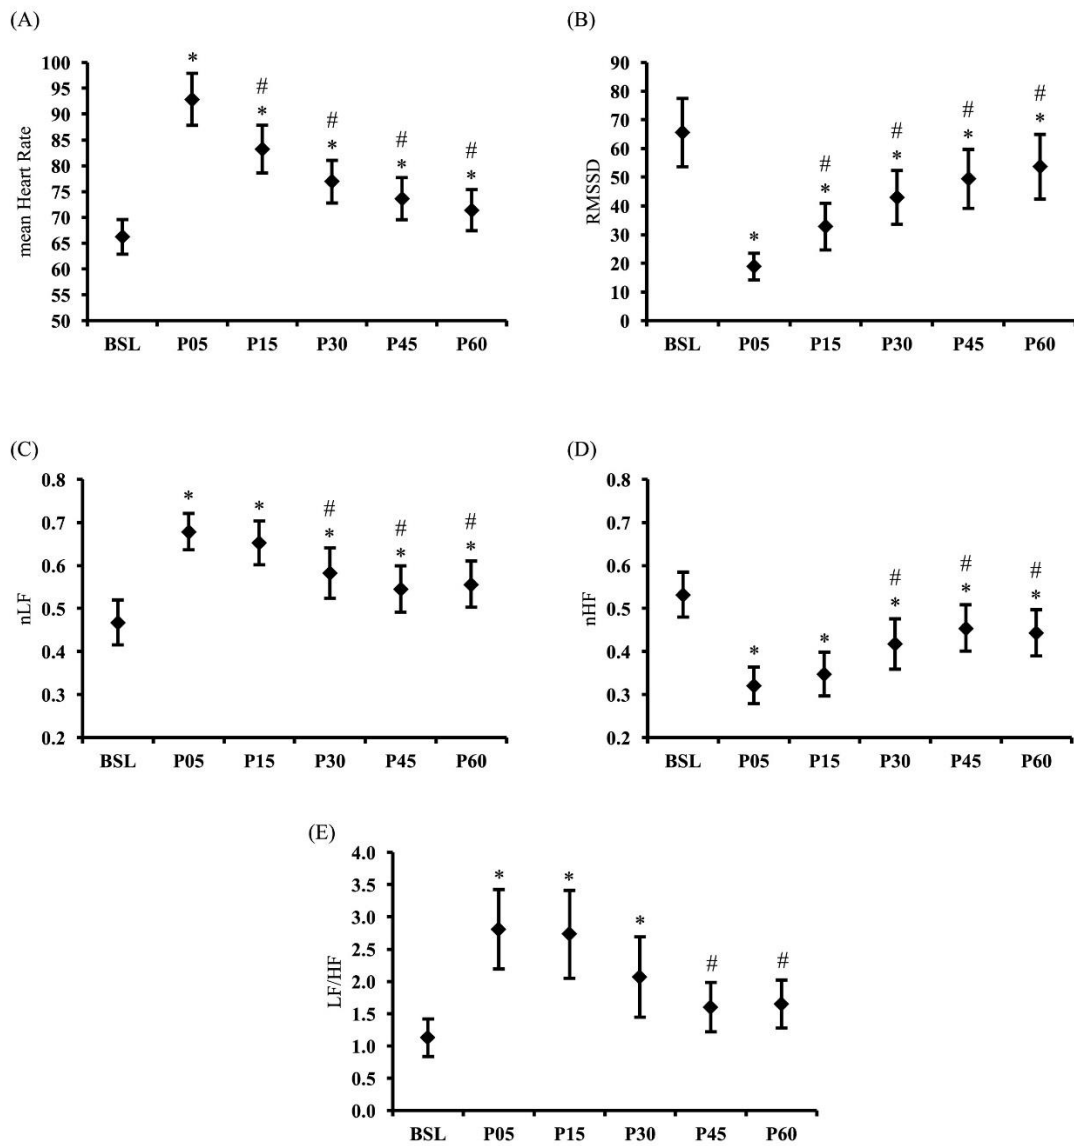 (A)
mean Heart Rate
100
95
90
85
80
75
70
65
60
55
50
* # * # * # * # *
BSL P05 P15 P30 P45 P60
(B)
RMSSD
90
80
70
60
50
40
30
20
10
0
* # * # * # * # *
BSL P05 P15 P30 P45 P60
(C)
nLF
0.8
0.7
0.6
0.5
0.4
0.3
0.2
* * # * # * # *
BSL P05 P15 P30 P45 P60
(D)
nHF
0.8
0.7
0.6
0.5
0.4
0.3
0.2
* * # * # * # *
BSL P05 P15 P30 P45 P60
(E)
LF/HF
4.0
3.5
3.0
2.5
2.0
1.5
1.0
0.5
0.0
* * * # #
BSL P05 P15 P30 P45 P60